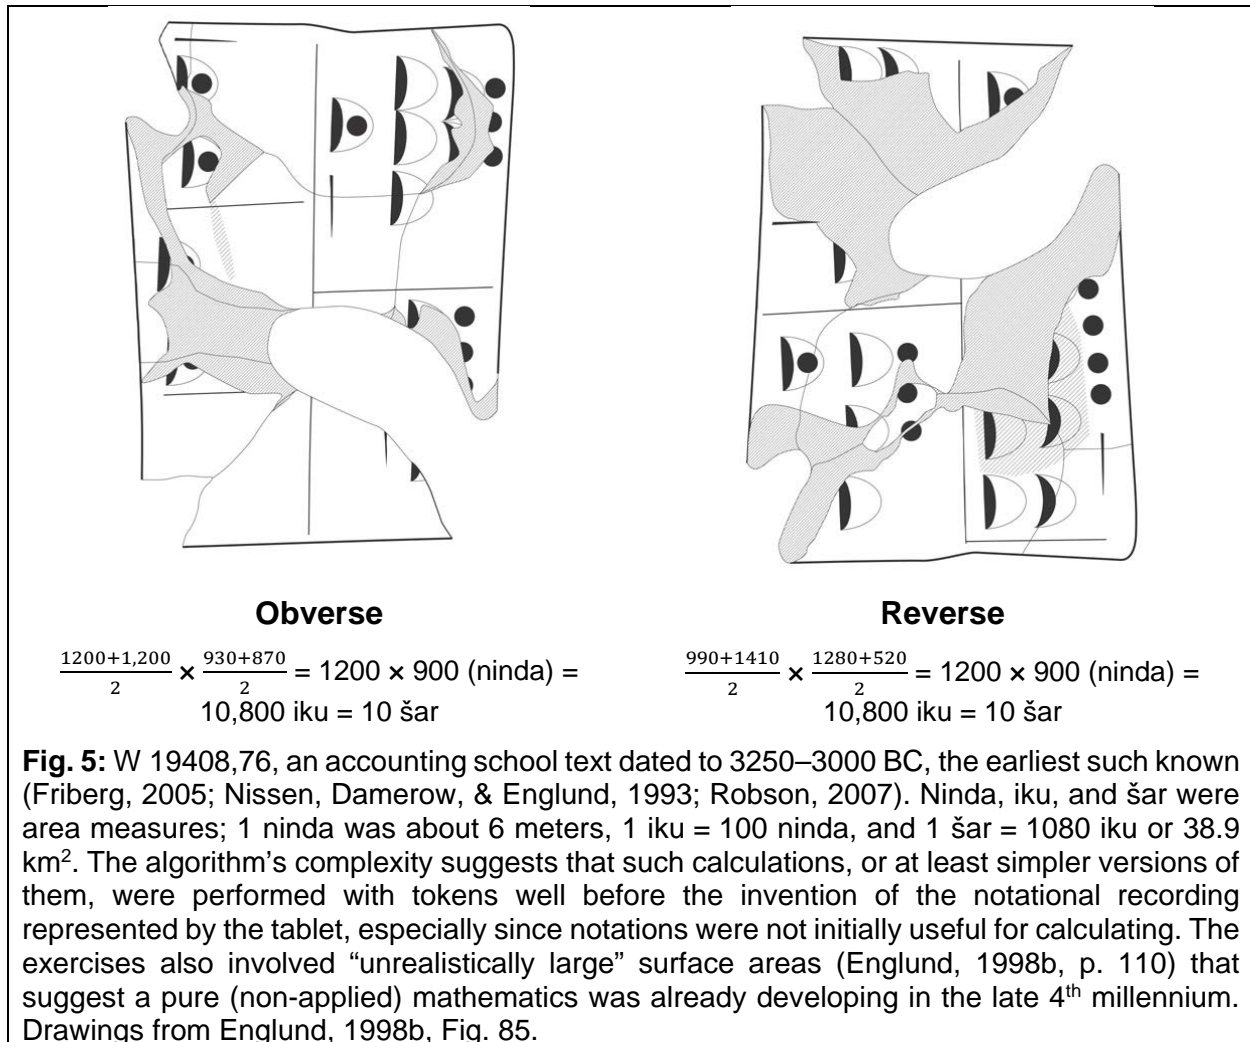 Obverse
Reverse
(1200+1,200)/2 × (930+870)/2 = 1200 × 900 (ninda) =
10,800 iku = 10 šar
(990+1410)/2 × (1280+520)/2 = 1200 × 900 (ninda) =
10,800 iku = 10 šar
Fig. 5: W 19408,76, an accounting school text dated to 3250–3000 BC, the earliest such known
(Friberg, 2005; Nissen, Damerow, & Englund, 1993; Robson, 2007). Ninda, iku, and šar were
area measures; 1 ninda was about 6 meters, 1 iku = 100 ninda, and 1 šar = 1080 iku or 38.9
km². The algorithm’s complexity suggests that such calculations, or at least simpler versions of
them, were performed with tokens well before the invention of the notational recording
represented by the tablet, especially since notations were not initially useful for calculating. The
exercises also involved “unrealistically large” surface areas (Englund, 1998b, p. 110) that
suggest a pure (non-applied) mathematics was already developing in the late 4th millennium.
Drawings from Englund, 1998b, Fig. 85.